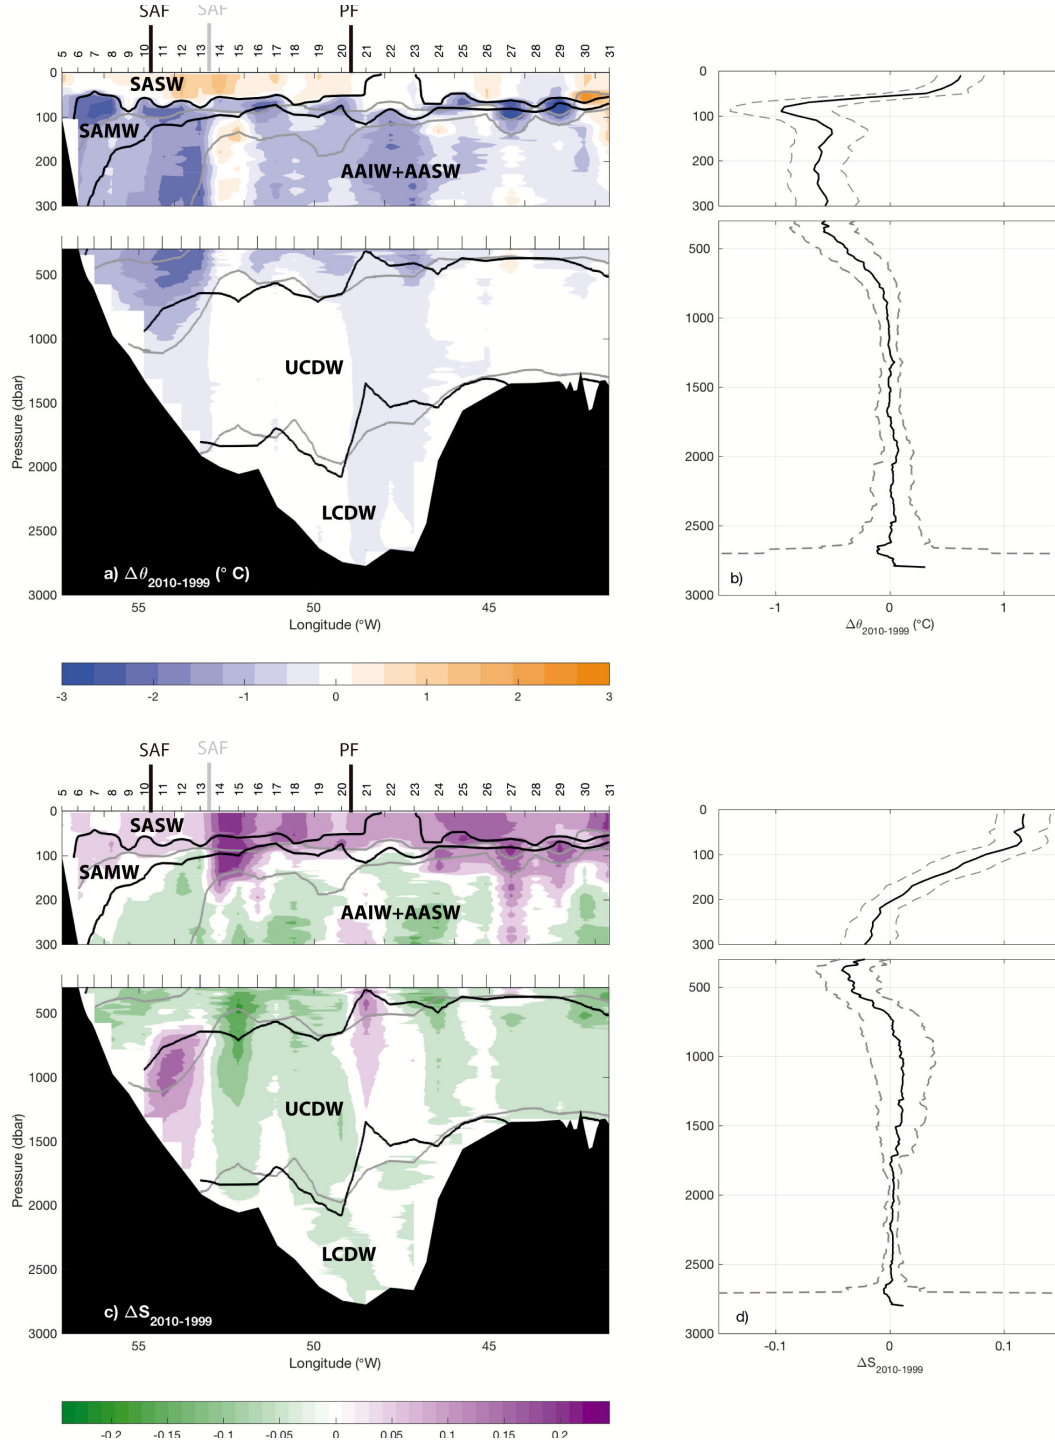 SAF SAF PF
5 6 7 8 9 10 11 12 13 14 15 16 17 18 19 20 21 22 23 24 25 26 27 28 29 30 31
0
100
200
300
SASW
SAMW
AAIW+AASW
500
1000
1500
2000
2500
3000
Pressure (dbar)
UCDW
LCDW
a) Δθ2010-1999 (° C)
55 50 45
Longitude (°W)
-3 -2 -1 0 1 2 3
0
100
200
300
500
1000
1500
2000
2500
3000
b)
-1 0 1
Δθ2010-1999 (°C)
SAF SAF PF
5 6 7 8 9 10 11 12 13 14 15 16 17 18 19 20 21 22 23 24 25 26 27 28 29 30 31
0
100
200
300
SASW
SAMW
AAIW+AASW
500
1000
1500
2000
2500
3000
Pressure (dbar)
UCDW
LCDW
c) ΔS2010-1999
55 50 45
Longitude (°W)
-0.2 -0.15 -0.1 -0.05 0 0.05 0.1 0.15 0.2
0
100
200
300
500
1000
1500
2000
2500
3000
d)
-0.1 0 0.1
ΔS2010-1999